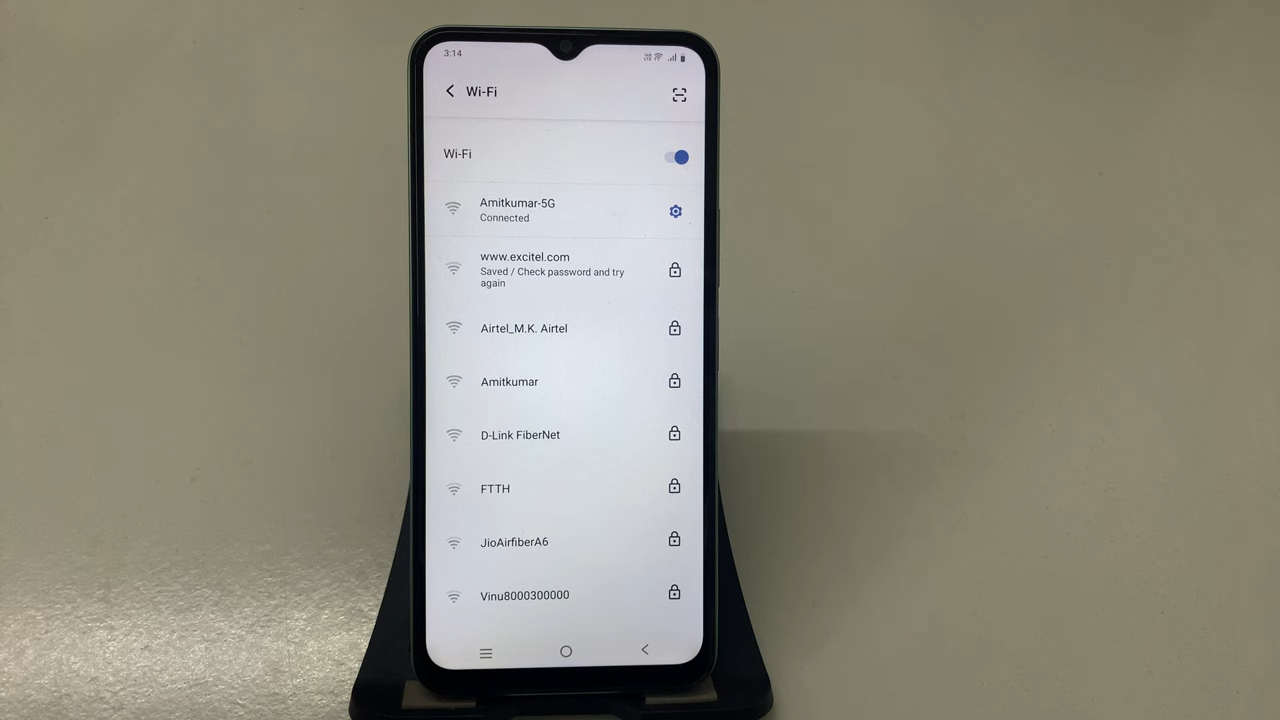 3:14
Wi-Fi
Wi-Fi
Amitkumar-5G
Connected
www.excitel.com
Saved / Check password and try
again
Airtel_M.K. Airtel
Amitkumar
D-Link FiberNet
FTTH
JioAirfiberA6
Vinu8000300000